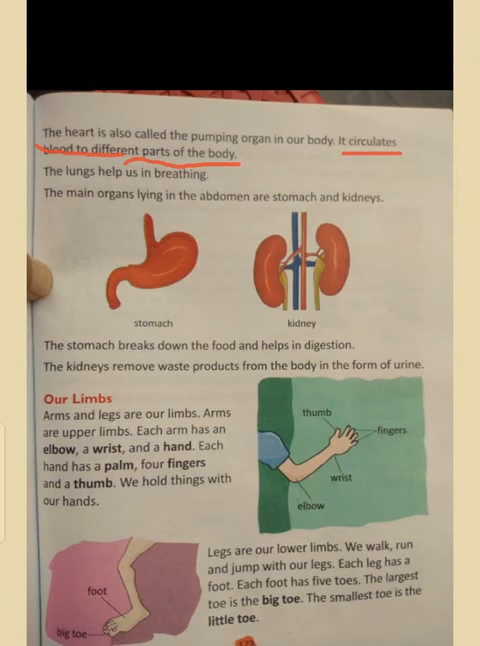 The heart is also called the pumping organ in our body. It circulates
blood to different parts of the body.
The lungs help us in breathing.
The main organs lying in the abdomen are stomach and kidneys.
stomach
kidney
The stomach breaks down the food and helps in digestion.
The kidneys remove waste products from the body in the form of urine.
Our Limbs
Arms and legs are our limbs. Arms
are upper limbs. Each arm has an
elbow, a wrist, and a hand. Each
hand has a palm, four fingers
and a thumb. We hold things with
our hands.
thumb
fingers
wrist
elbow
Legs are our lower limbs. We walk, run
and jump with our legs. Each leg has a
foot. Each foot has five toes. The largest
toe is the big toe. The smallest toe is the
little toe.
foot
big toe